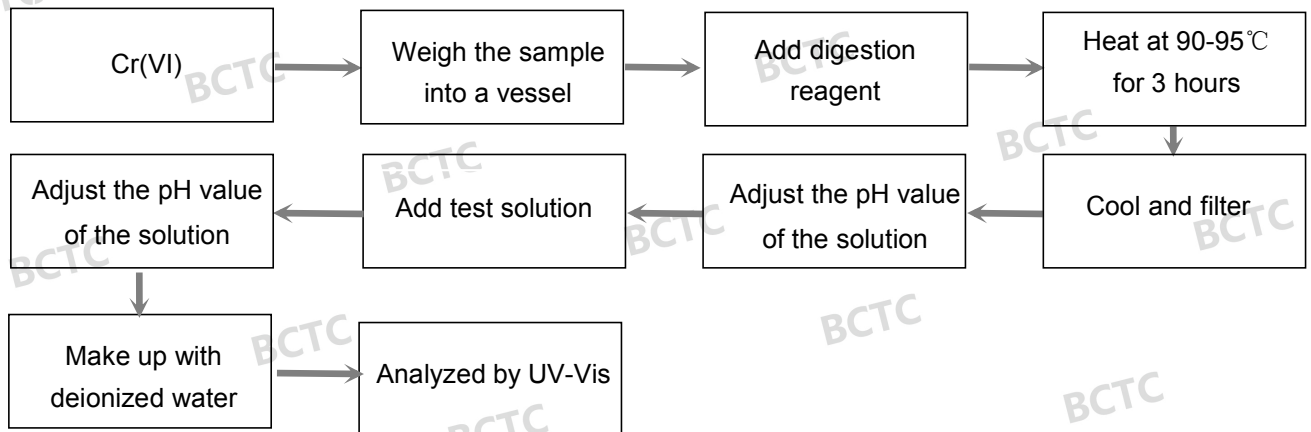 Cr(VI)
Weigh the sample
into a vessel
Add digestion
reagent
Heat at 90-95℃
for 3 hours
Cool and filter
Adjust the pH value
of the solution
Add test solution
Adjust the pH value
of the solution
Make up with
deionized water
Analyzed by UV-Vis
BCTC
BCTC
BCTC
BCTC
BCTC
BCTC
BCTC
BCTC
BCTC
BCTC
BCTC